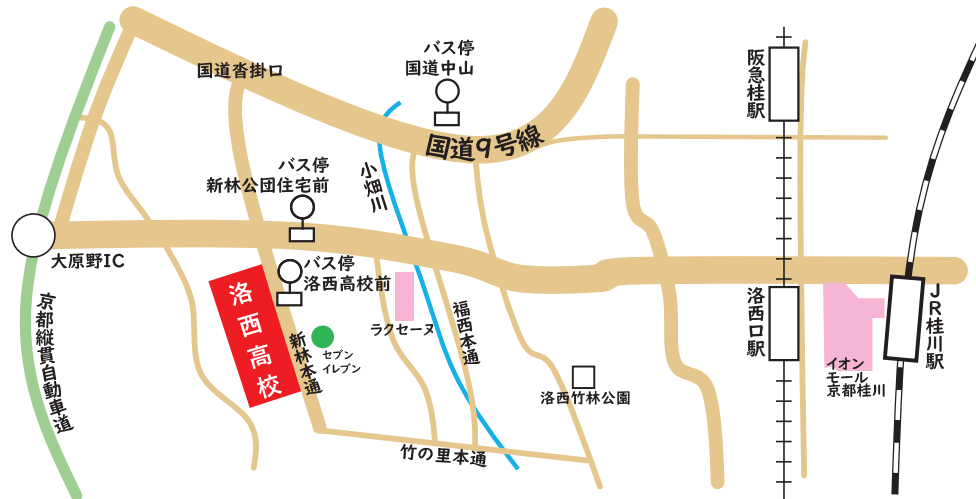 バス停
国道中山
国道沓掛口
阪急桂駅
国道9号線
バス停
新林公団住宅前
小畑川
大原野IC
バス停
洛西高校前
洛西高校
京都縦貫自動車道
新林本通
セブン
イレブン
ラクセーヌ
福西本通
洛西口駅
JR桂川駅
イオン
モール
京都桂川
洛西竹林公園
竹の里本通